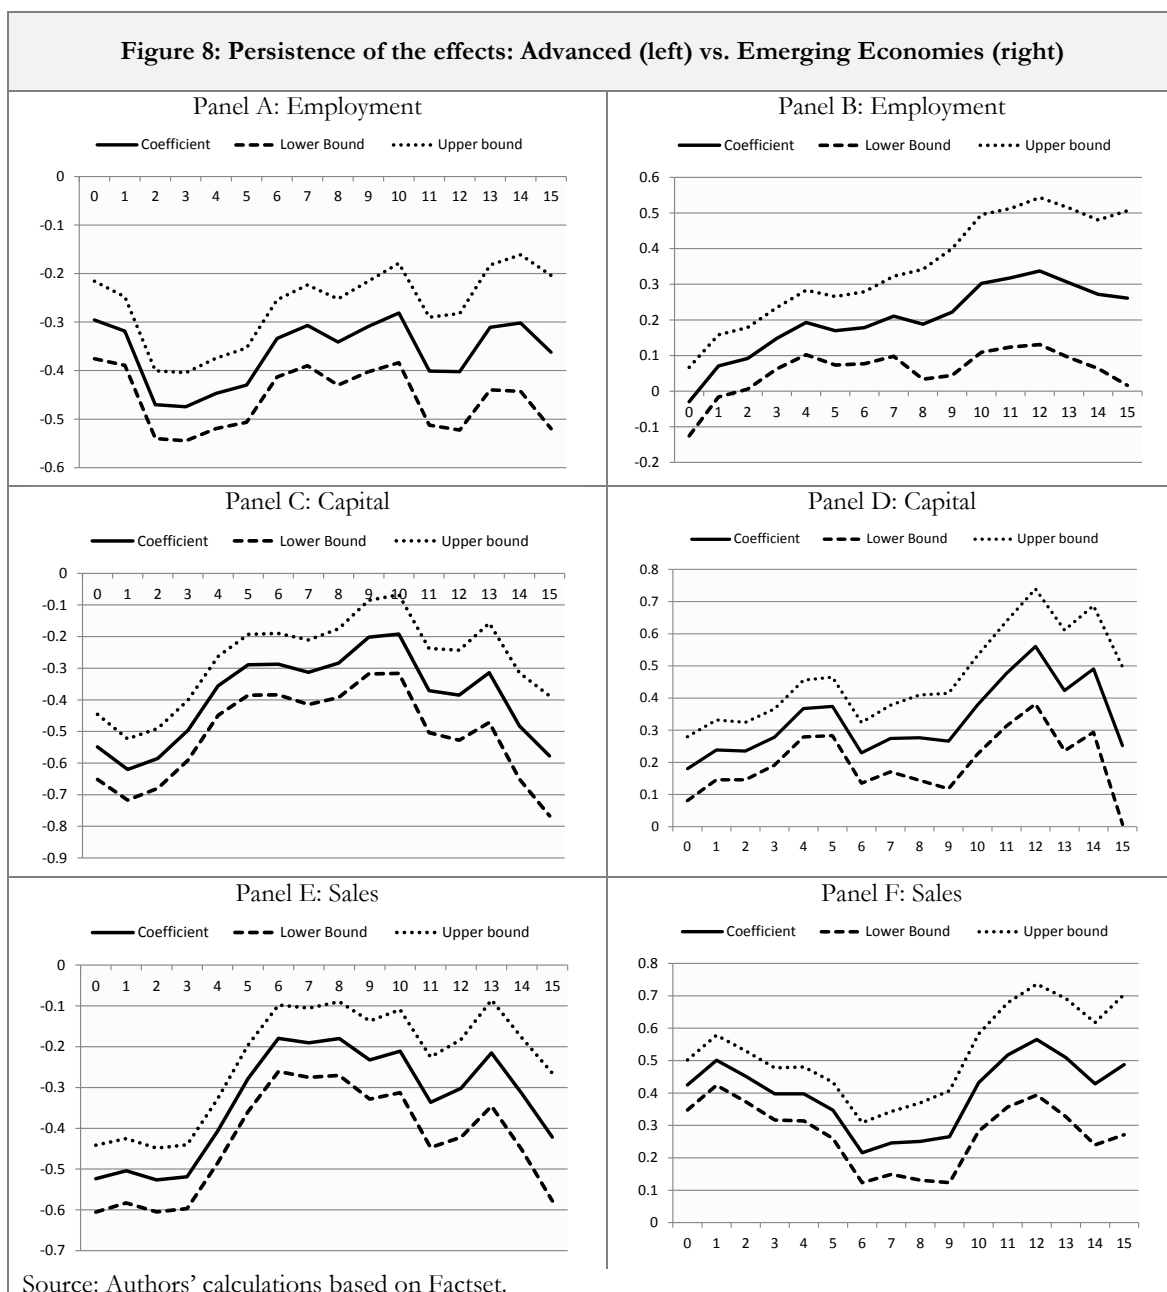 Figure 8: Persistence of the effects: Advanced (left) vs. Emerging Economies (right)
Panel A: Employment
Coefficient Lower Bound Upper bound
0
0 1 2 3 4 5 6 7 8 9 10 11 12 13 14 15
-0.1
-0.2
-0.3
-0.4
-0.5
-0.6
Panel B: Employment
Coefficient Lower Bound Upper bound
0.6
0.5
0.4
0.3
0.2
0.1
0
0 1 2 3 4 5 6 7 8 9 10 11 12 13 14 15
-0.1
-0.2
Panel C: Capital
Coefficient Lower Bound Upper bound
0
0 1 2 3 4 5 6 7 8 9 10 11 12 13 14 15
-0.1
-0.2
-0.3
-0.4
-0.5
-0.6
-0.7
-0.8
-0.9
Panel D: Capital
Coefficient Lower Bound Upper bound
0.8
0.7
0.6
0.5
0.4
0.3
0.2
0.1
0
0 1 2 3 4 5 6 7 8 9 10 11 12 13 14 15
Panel E: Sales
Coefficient Lower Bound Upper bound
0
0 1 2 3 4 5 6 7 8 9 10 11 12 13 14 15
-0.1
-0.2
-0.3
-0.4
-0.5
-0.6
-0.7
Panel F: Sales
Coefficient Lower Bound Upper bound
0.8
0.7
0.6
0.5
0.4
0.3
0.2
0.1
0
0 1 2 3 4 5 6 7 8 9 10 11 12 13 14 15
Source: Authors' calculations based on Factset.